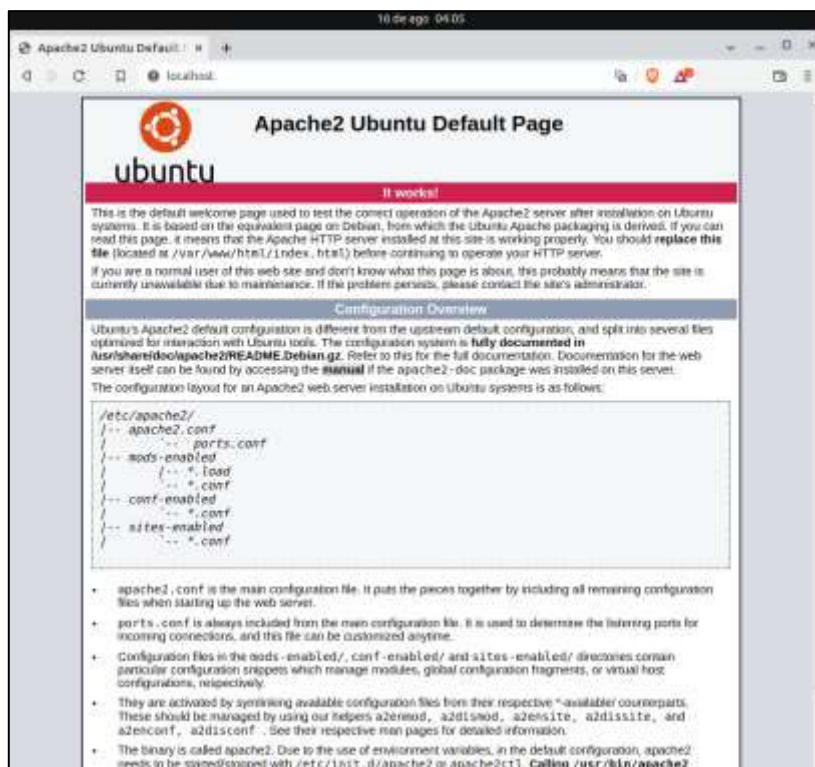 10 de ago 04:05
Apache2 Ubuntu Default
localhost
Apache2 Ubuntu Default Page
ubuntu
It works!
This is the default welcome page used to test the correct operation of the Apache2 server after installation on Ubuntu
systems. It is based on the equivalent page on Debian, from which the Ubuntu Apache packaging is derived. If you can
read this page, it means that the Apache HTTP server installed at this site is working properly. You should replace this
file (located at /var/www/html/index.html) before continuing to operate your HTTP server.
If you are a normal user of this web site and don't know what this page is about, this probably means that the site is
currently unavailable due to maintenance. If the problem persists, please contact the site's administrator.
Configuration Overview
Ubuntu's Apache2 default configuration is different from the upstream default configuration, and split into several files
optimized for interaction with Ubuntu tools. The configuration system is fully documented in
/usr/share/doc/apache2/README.Debian.gz. Refer to this for the full documentation. Documentation for the web
server itself can be found by accessing the manual if the apache2-doc package was installed on this server.
The configuration layout for an Apache2 web server installation on Ubuntu systems is as follows:
/etc/apache2/
|-- apache2.conf
|       `--  ports.conf
|-- mods-enabled
|       |-- *.load
|       `-- *.conf
|-- conf-enabled
|       `-- *.conf
|-- sites-enabled
|       `-- *.conf
• apache2.conf is the main configuration file. It puts the pieces together by including all remaining configuration
files when starting up the web server.
• ports.conf is always included from the main configuration file. It is used to determine the listening ports for
incoming connections, and this file can be customized anytime.
• Configuration files in the mods-enabled/, conf-enabled/ and sites-enabled/ directories contain
particular configuration snippets which manage modules, global configuration fragments, or virtual host
configurations, respectively.
• They are activated by symlinking available configuration files from their respective *-available/ counterparts.
These should be managed by using our helpers a2enmod, a2dismod, a2ensite, a2dissite, and
a2enconf, a2disconf . See their respective man pages for detailed information.
• The binary is called apache2. Due to the use of environment variables, in the default configuration, apache2
needs to be started/stopped with /etc/init.d/apache2 or apache2ctl. Calling /usr/bin/apache2